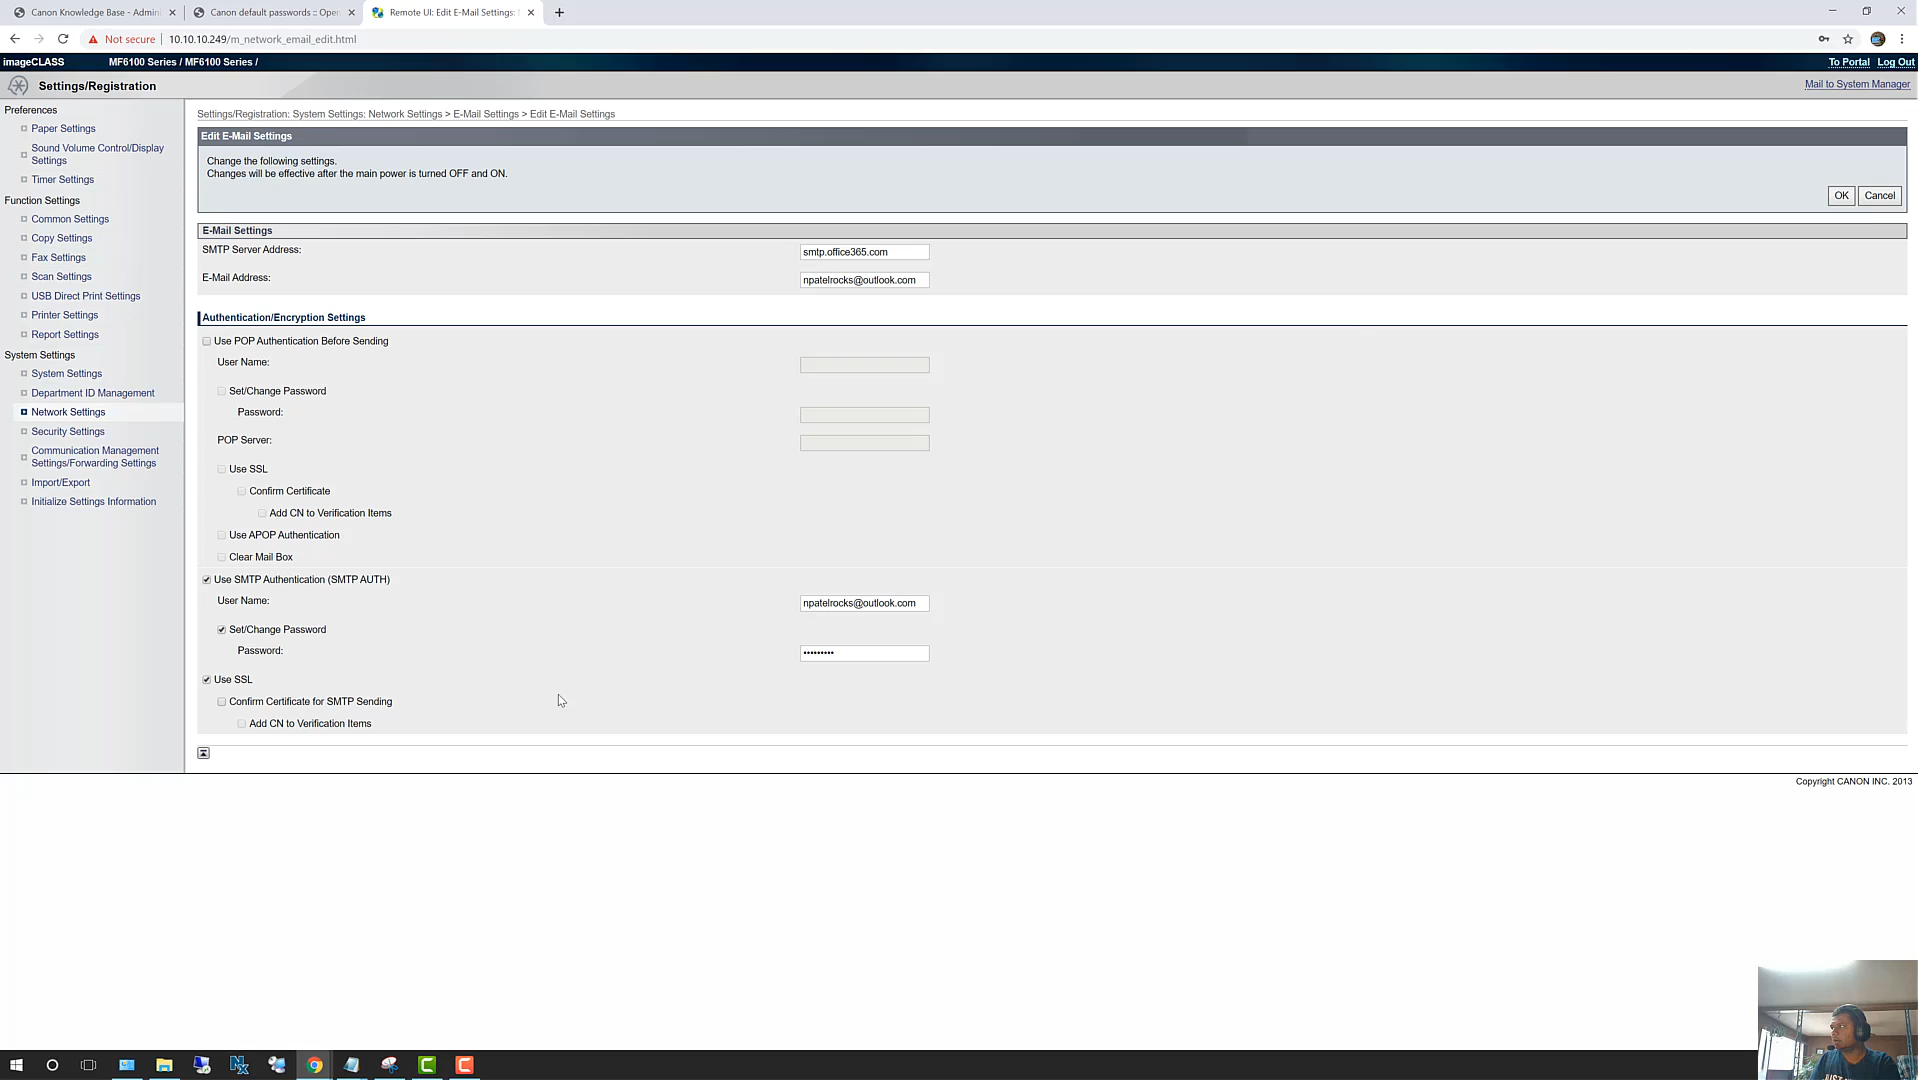 Canon Knowledge Base - Admin
Canon default passwords :: Open
Remote UI: Edit E-Mail Settings:
Not secure
10.10.10.249/m_network_email_edit.html
imageCLASS
MF6100 Series / MF6100 Series /
To Portal Log Out
Settings/Registration
Mail to System Manager
Preferences
Paper Settings
Sound Volume Control/Display
Settings
Timer Settings
Function Settings
Common Settings
Copy Settings
Fax Settings
Scan Settings
USB Direct Print Settings
Printer Settings
Report Settings
System Settings
System Settings
Department ID Management
Network Settings
Security Settings
Communication Management
Settings/Forwarding Settings
Import/Export
Initialize Settings Information
Settings/Registration: System Settings: Network Settings > E-Mail Settings > Edit E-Mail Settings
Edit E-Mail Settings
Change the following settings.
Changes will be effective after the main power is turned OFF and ON.
OK Cancel
E-Mail Settings
SMTP Server Address:
smtp.office365.com
E-Mail Address:
npatelrocks@outlook.com
Authentication/Encryption Settings
Use POP Authentication Before Sending
User Name:
Set/Change Password
Password:
POP Server:
Use SSL
Confirm Certificate
Add CN to Verification Items
Use APOP Authentication
Clear Mail Box
Use SMTP Authentication (SMTP AUTH)
User Name:
npatelrocks@outlook.com
Set/Change Password
Password:
•••••••••
Use SSL
Confirm Certificate for SMTP Sending
Add CN to Verification Items
Copyright CANON INC. 2013